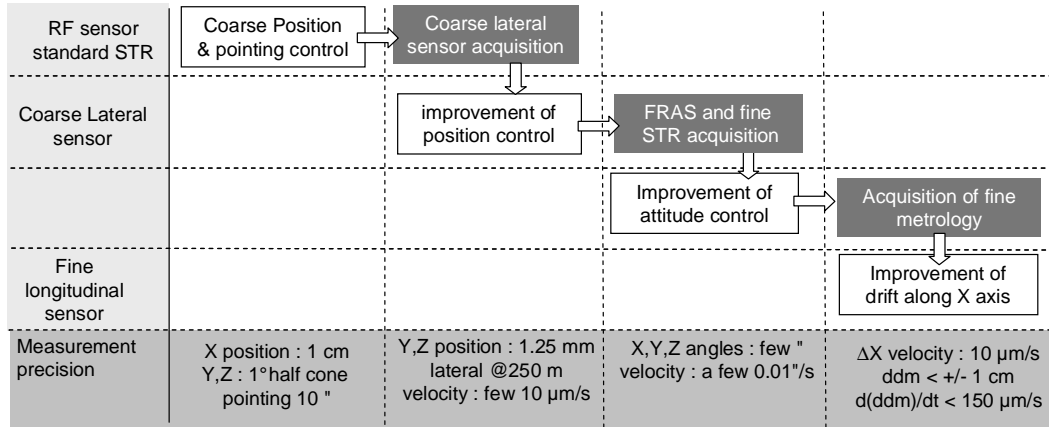 RF sensor
standard STR
Coarse Position
& pointing control
Coarse lateral
sensor acquisition
Coarse Lateral
sensor
improvement of
position control
FRAS and fine
STR acquisition
Improvement of
attitude control
Acquisition of fine
metrology
Fine
longitudinal
sensor
Improvement of
drift along X axis
Measurement
precision
X position : 1 cm
Y,Z : 1° half cone
pointing 10 "
Y,Z position : 1.25 mm
lateral @250 m
velocity : few 10 µm/s
X,Y,Z angles : few "
velocity : a few 0.01"/s
ΔX velocity : 10 µm/s
ddm < +/- 1 cm
d(ddm)/dt < 150 µm/s